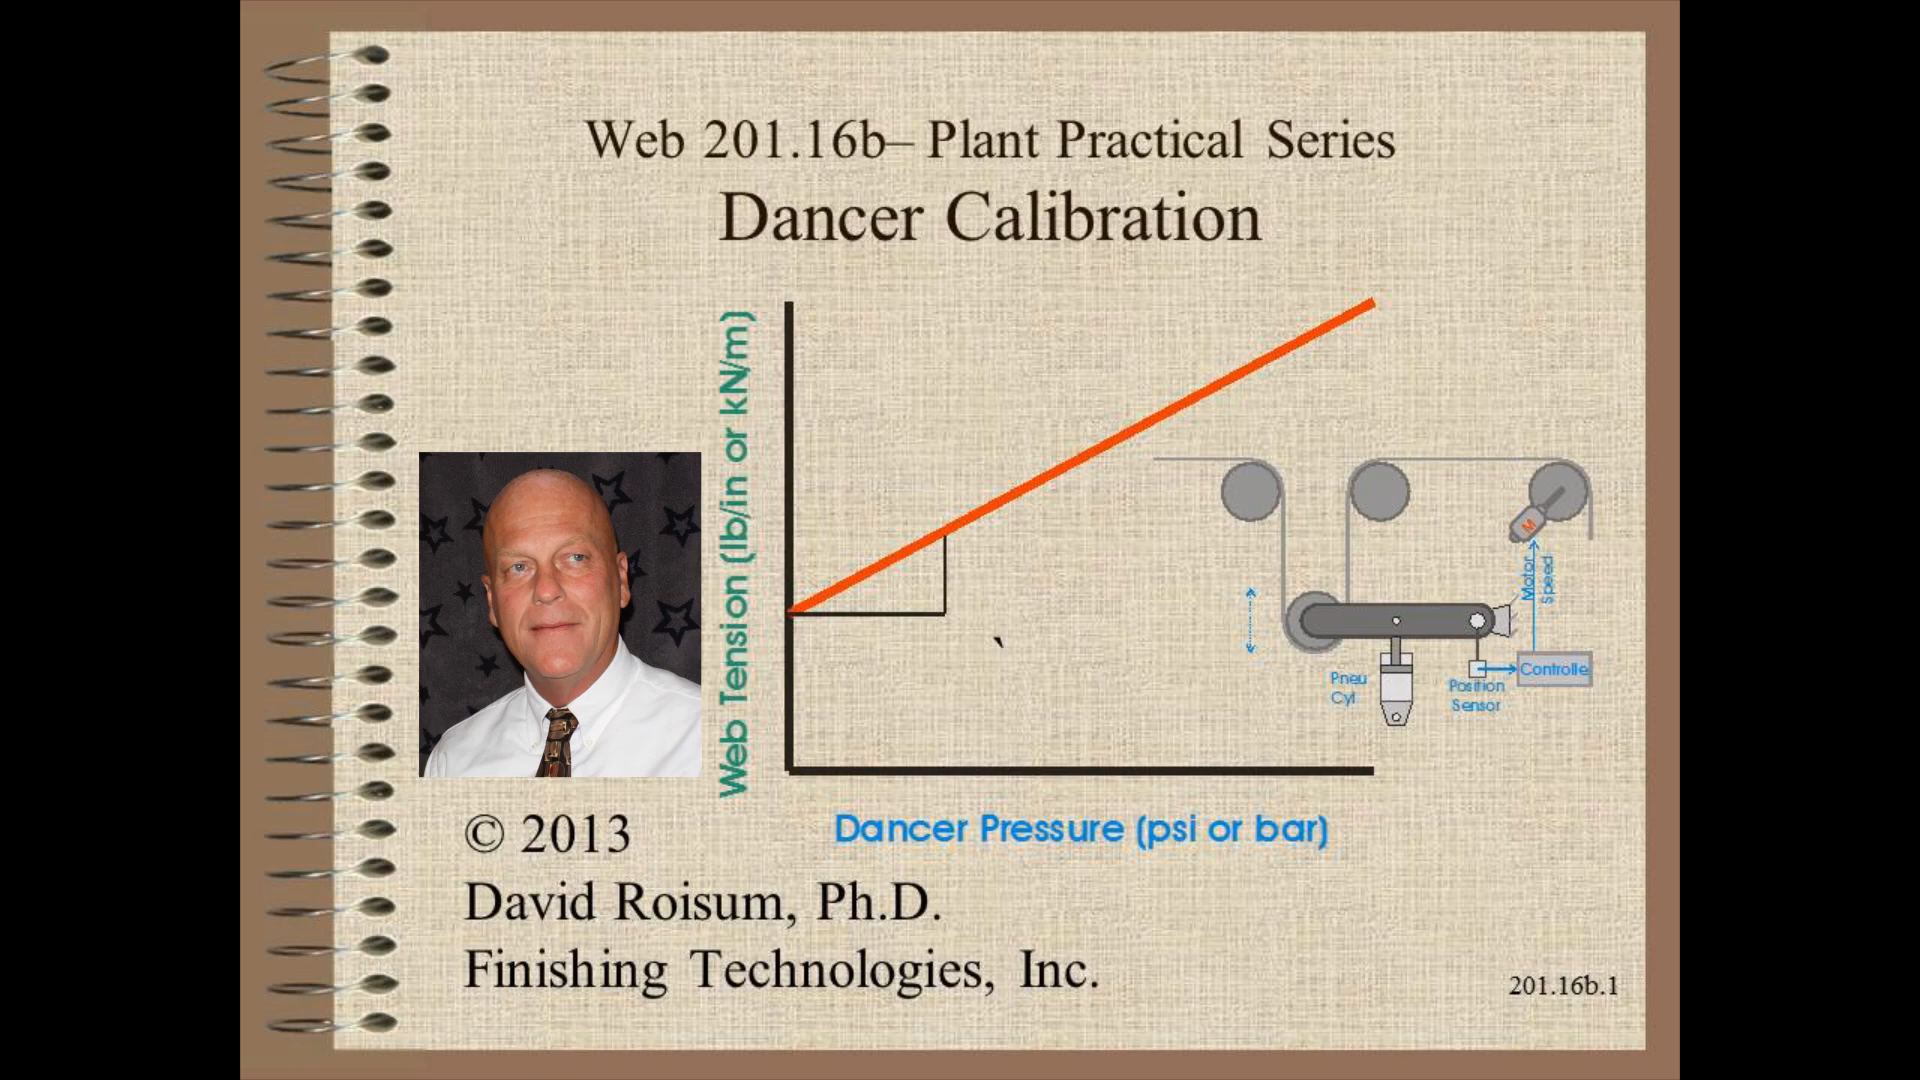 Web 201.16b– Plant Practical Series
Dancer Calibration
Web Tension (lb/in or kN/m)
M
Motor
Speed
Controlle
Pneu
Cyl
Position
Sensor
Dancer Pressure (psi or bar)
© 2013
David Roisum, Ph.D.
Finishing Technologies, Inc.
201.16b.1